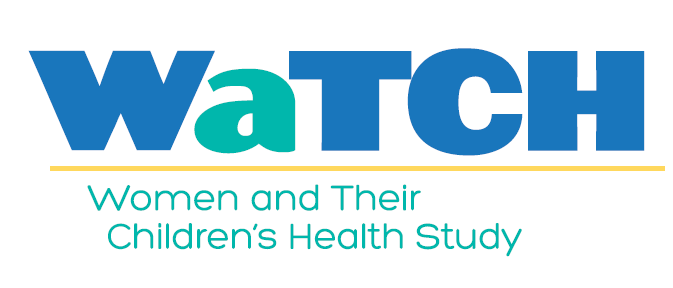 WaTCH
Women and Their
Children's Health Study